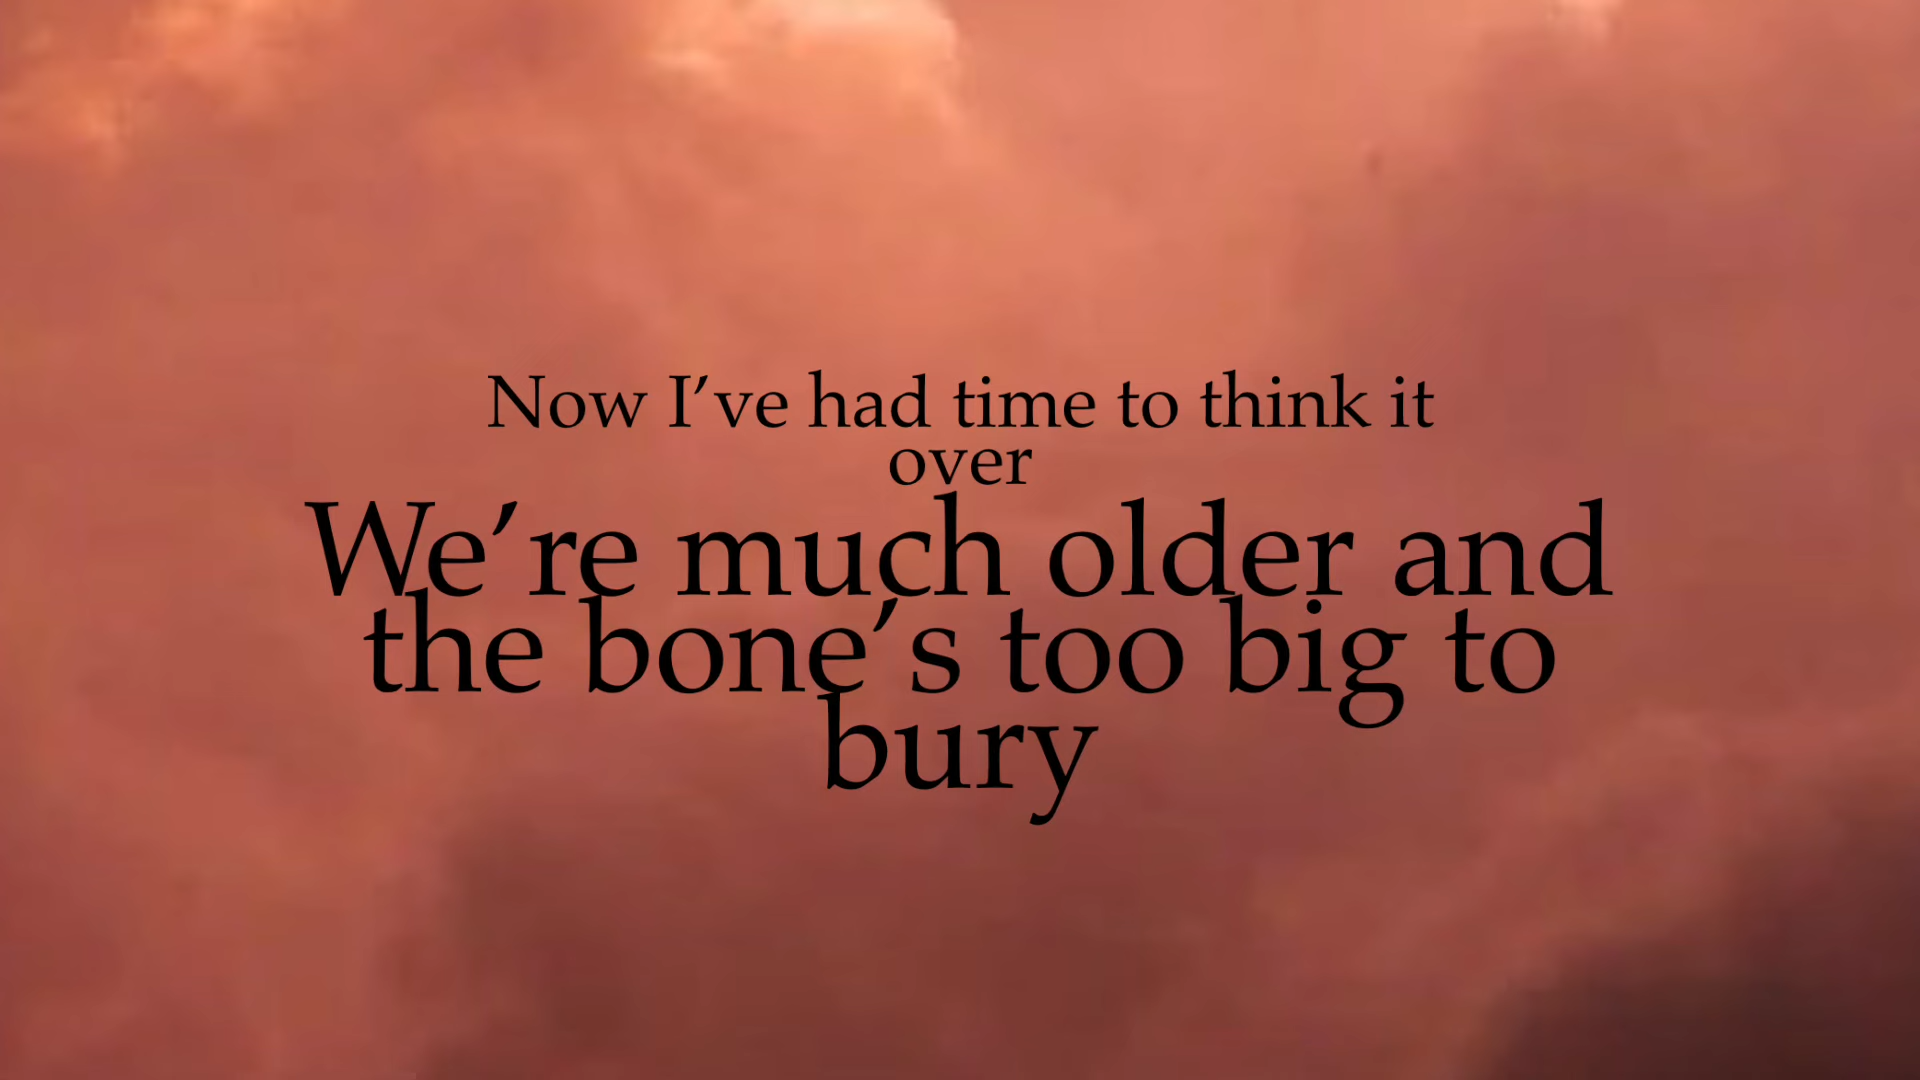 Now I’ve had time to think it
over
We’re much older and
the bone’s too big to
bury